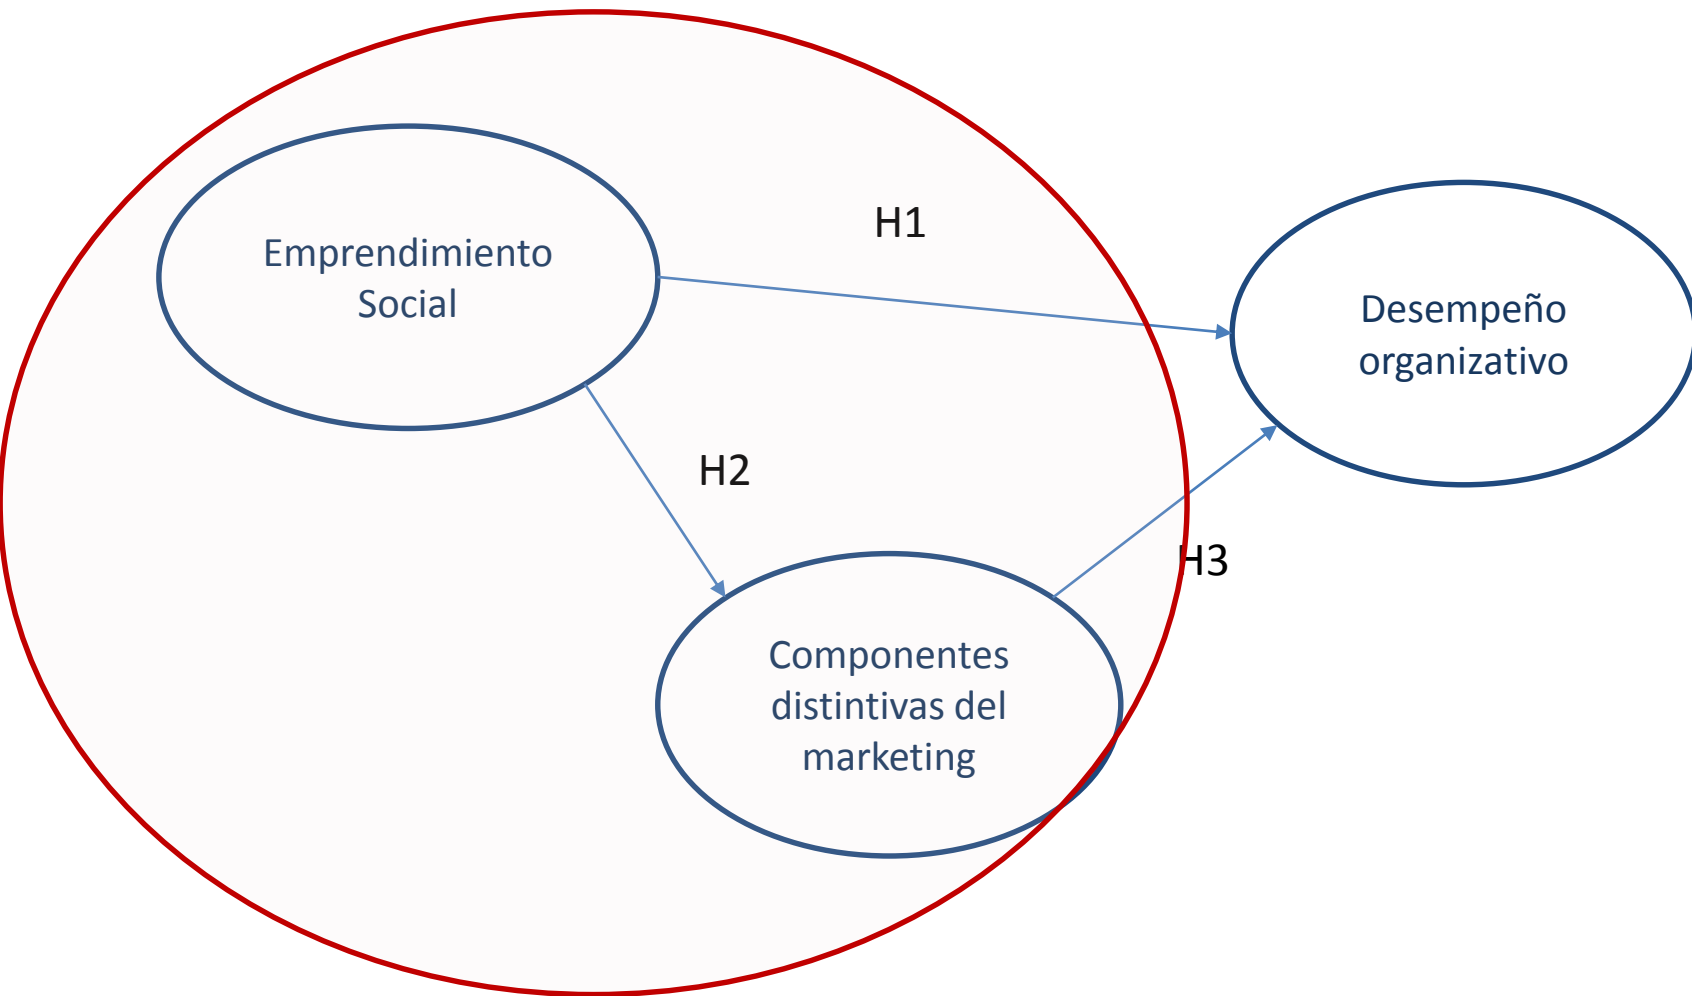 H1
Emprendimiento
Social
Desempeño
organizativo
H2
H3
Componentes
distintivas del
marketing